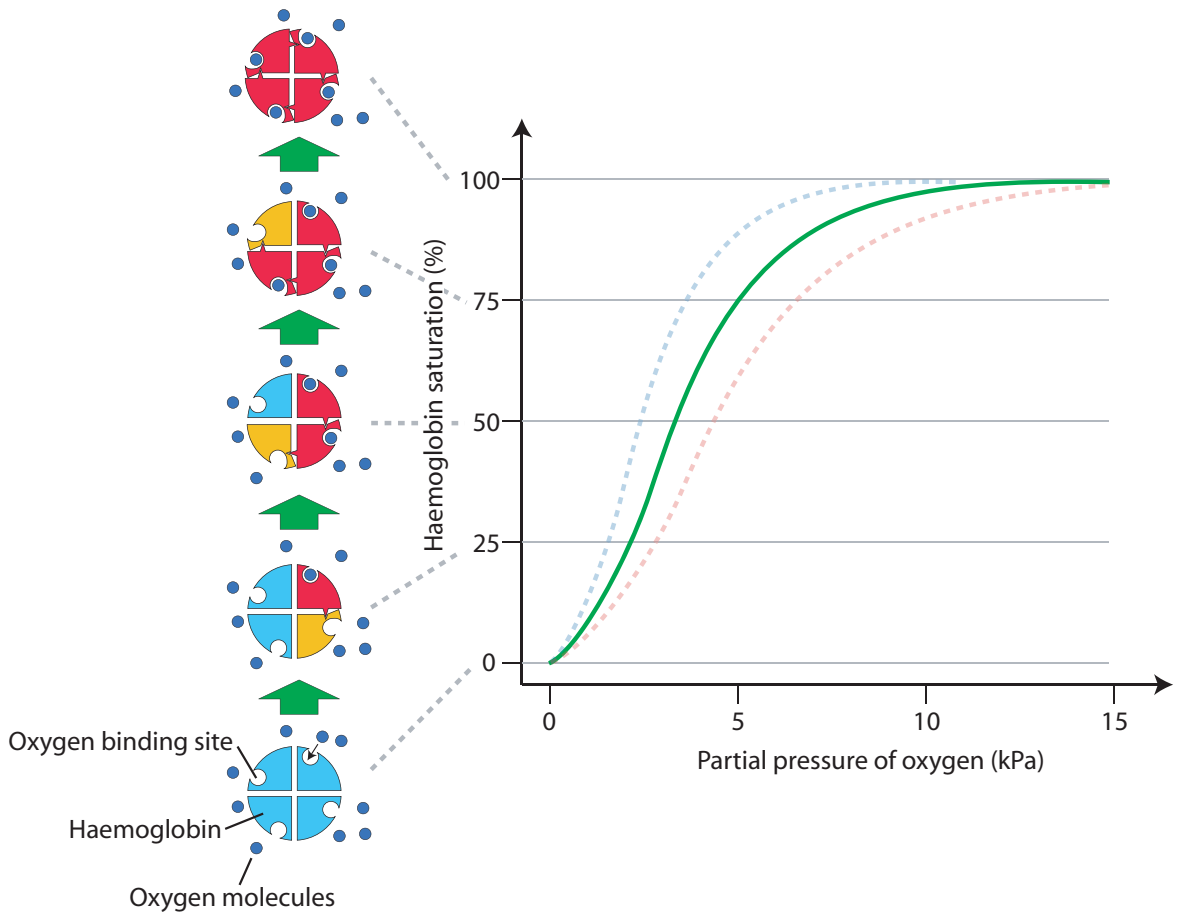 100
75
50
25
0
Haemoglobin saturation (%)
0
5
10
15
Partial pressure of oxygen (kPa)
Oxygen binding site
Haemoglobin
Oxygen molecules